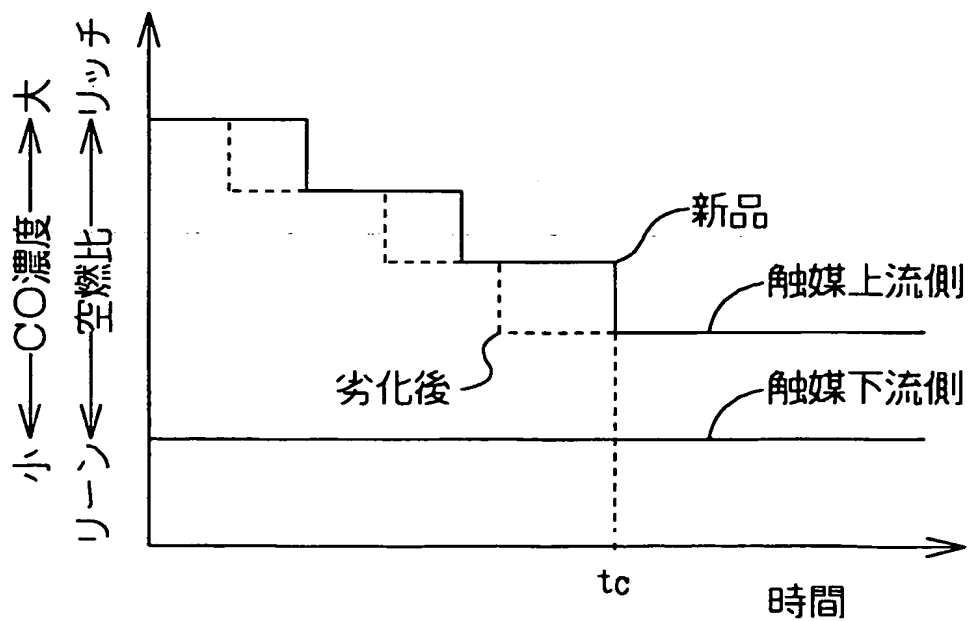 大
小←CO濃度→大
リーン←空燃比→リッチ
新品
触媒上流側
劣化後
触媒下流側
tc
時間